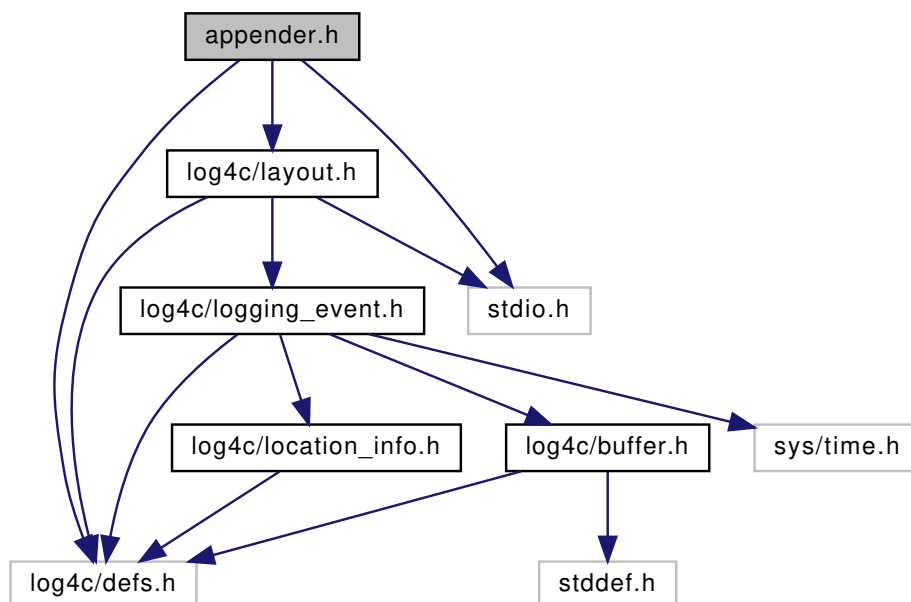 appender.h
log4c/layout.h
log4c/logging_event.h
stdio.h
log4c/location_info.h
log4c/buffer.h
sys/time.h
log4c/defs.h
stddef.h